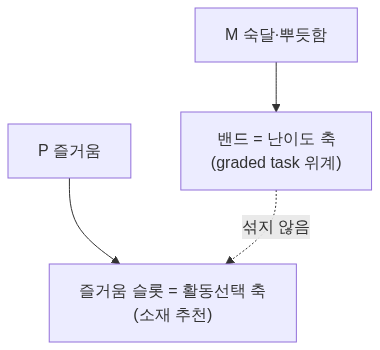 M 숙달·뿌듯함
밴드 = 난이도 축
(graded task 위계)
P 즐거움
섞지 않음
즐거움 슬롯 = 활동선택 축
(소재 추천)